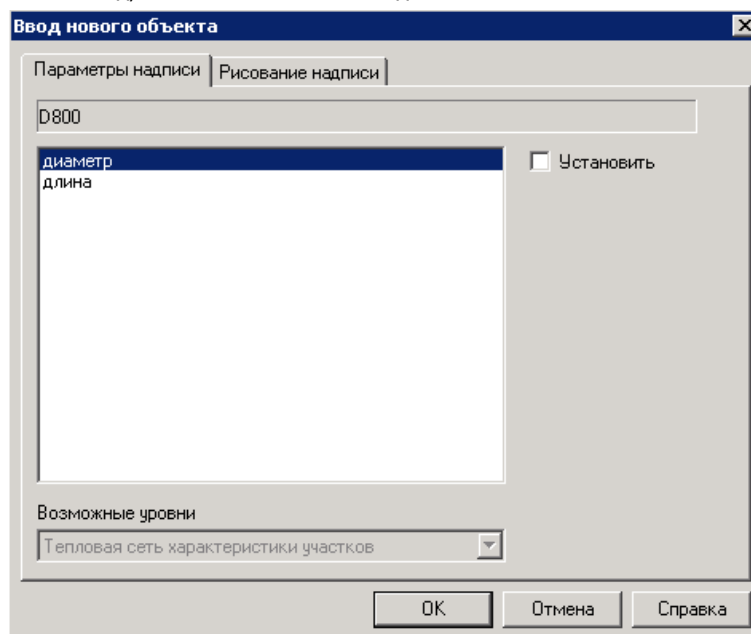 Ввод нового объекта
Параметры надписи Рисование надписи
D800
диаметр
длина
Установить
Возможные уровни
Тепловая сеть характеристики участков
OK Отмена Справка